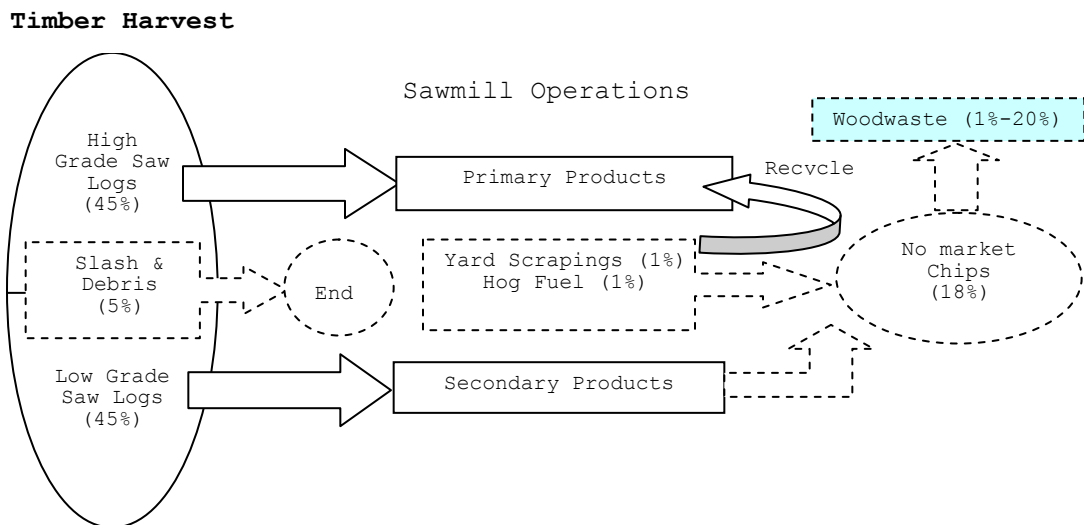 Timber Harvest
Sawmill Operations
Woodwaste (1%-20%)
High
Grade Saw
Logs
(45%)
Primary Products
Recycle
Slash &
Debris
(5%)
End
Yard Scrapings (1%)
Hog Fuel (1%)
No market
Chips
(18%)
Low Grade
Saw Logs
(45%)
Secondary Products